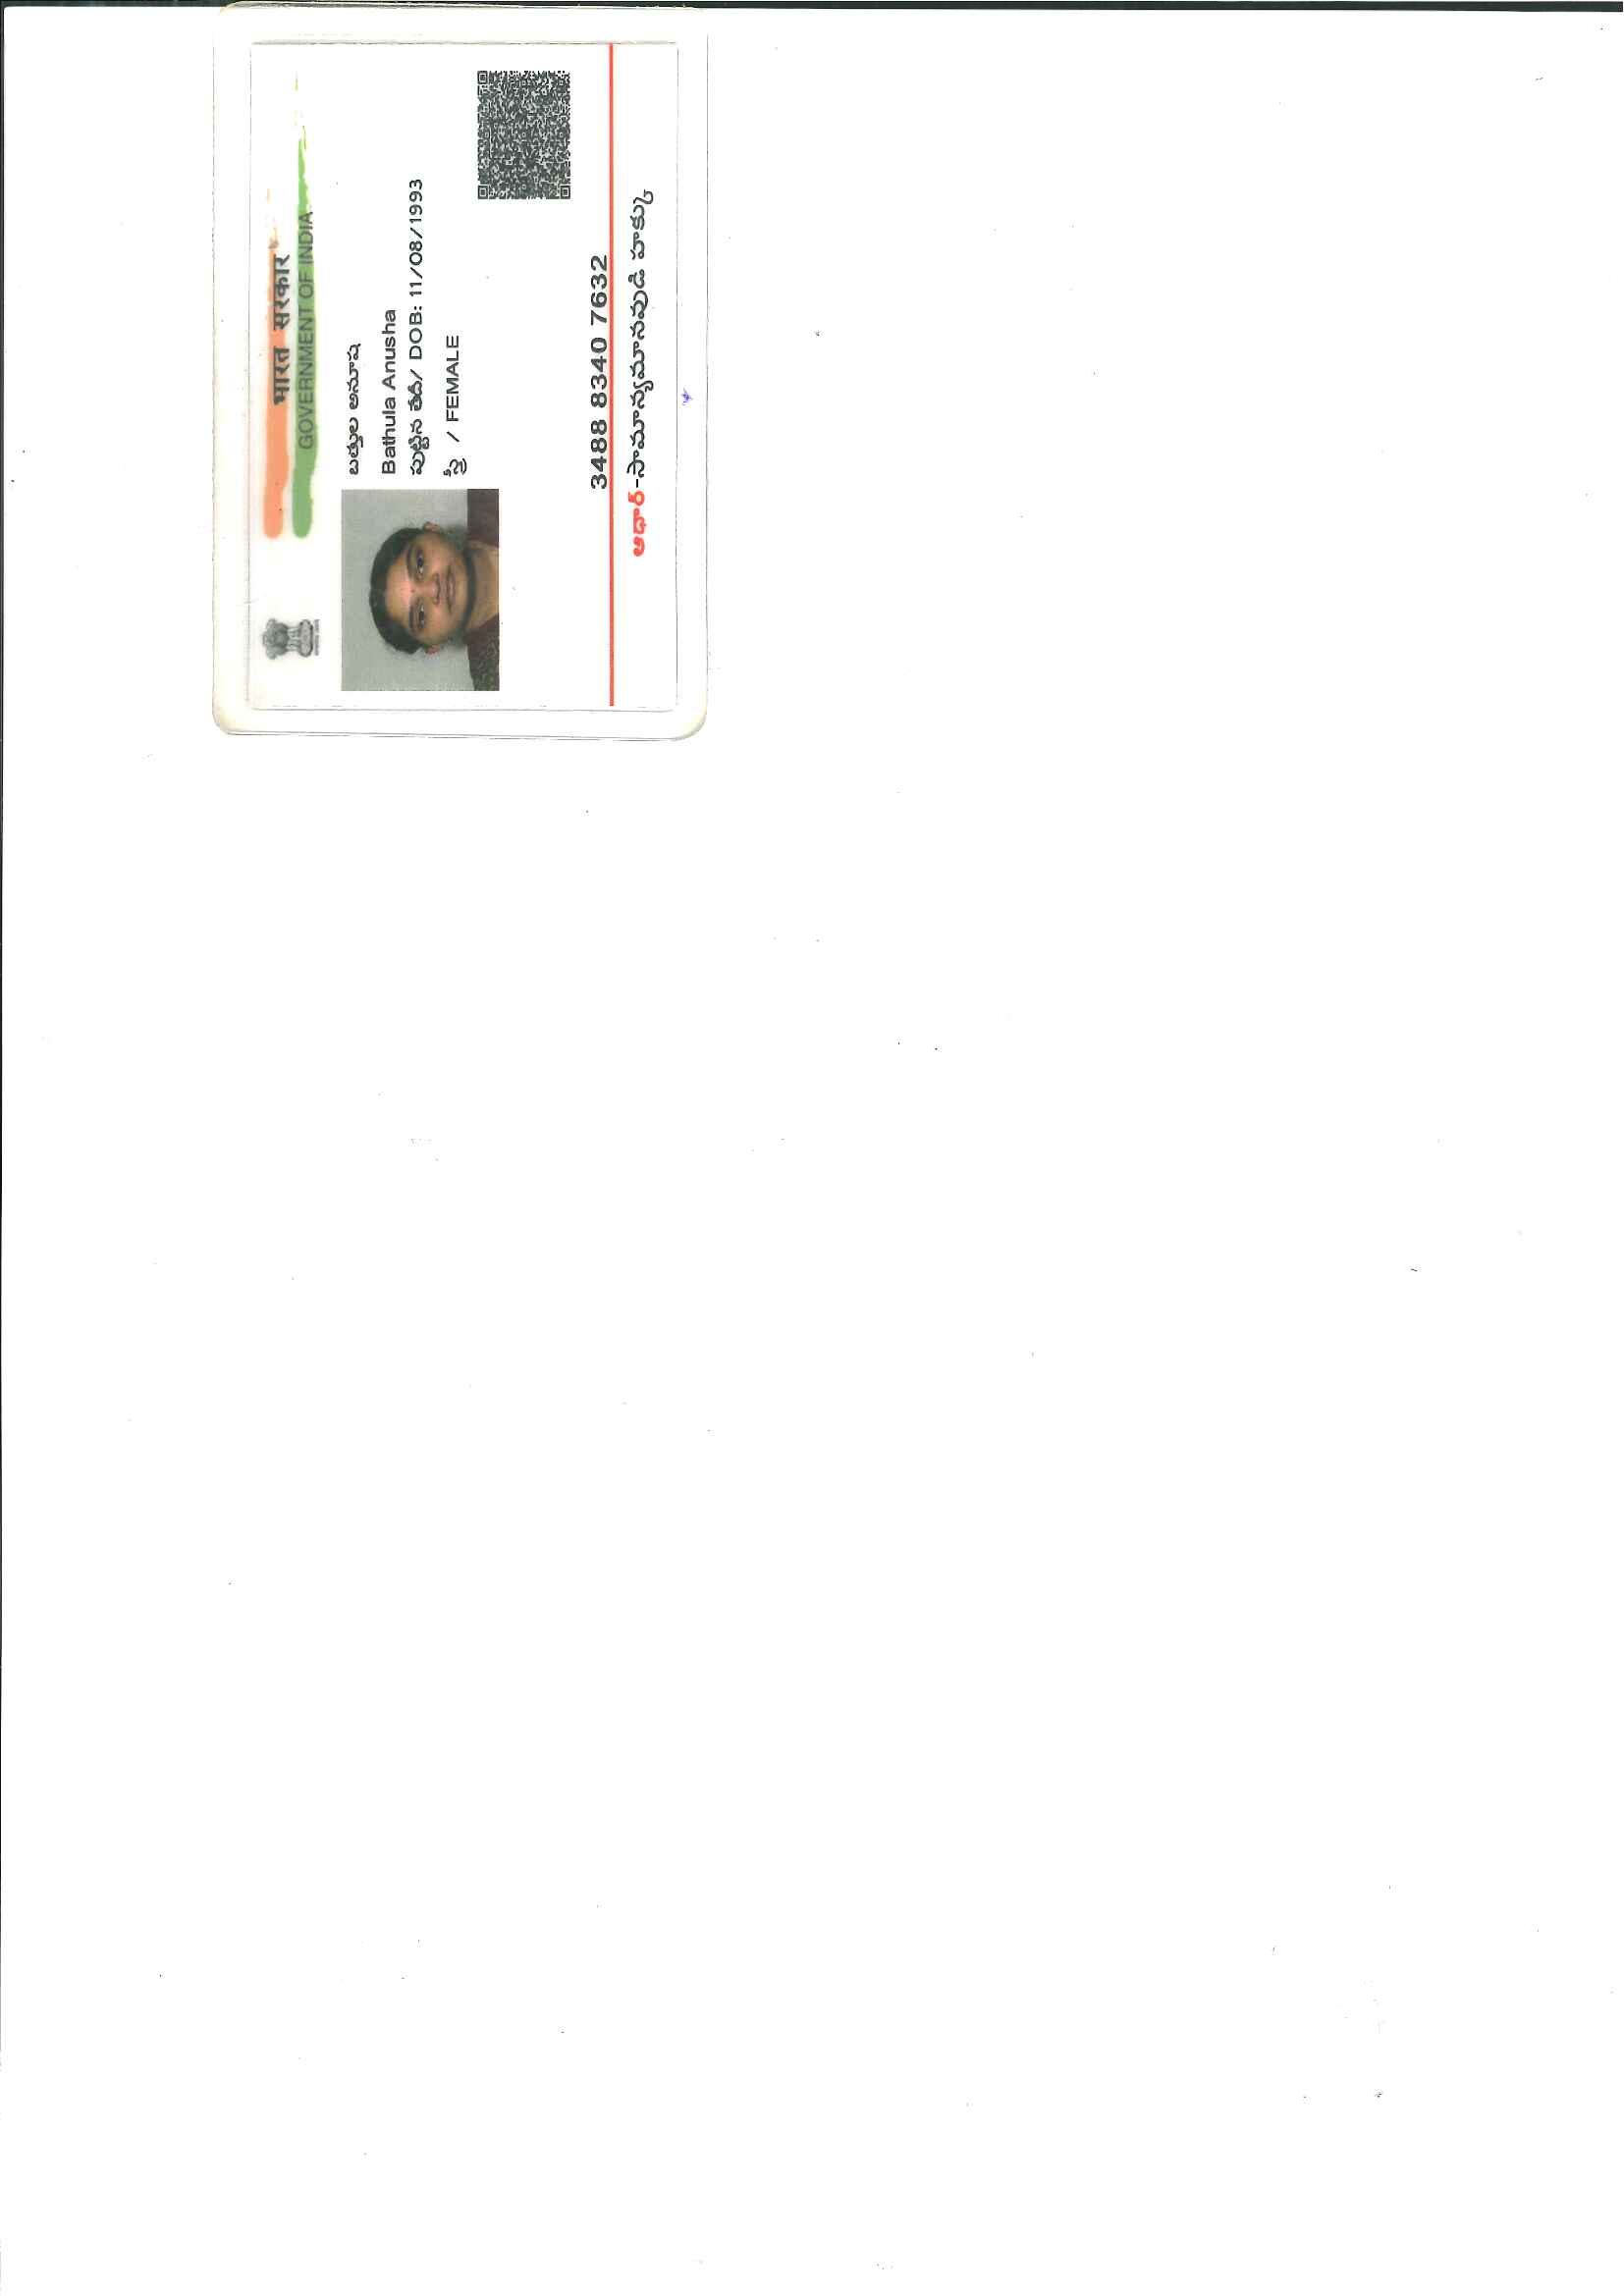 भारत सरकार
GOVERNMENT OF INDIA
బత్తుల అనూష
Bathula Anusha
పుట్టిన తేదీ/ DOB: 11/08/1993
స్త్రీ / FEMALE
3488 8340 7632
ఆధార్-సామాన్యమానవుడి హక్కు